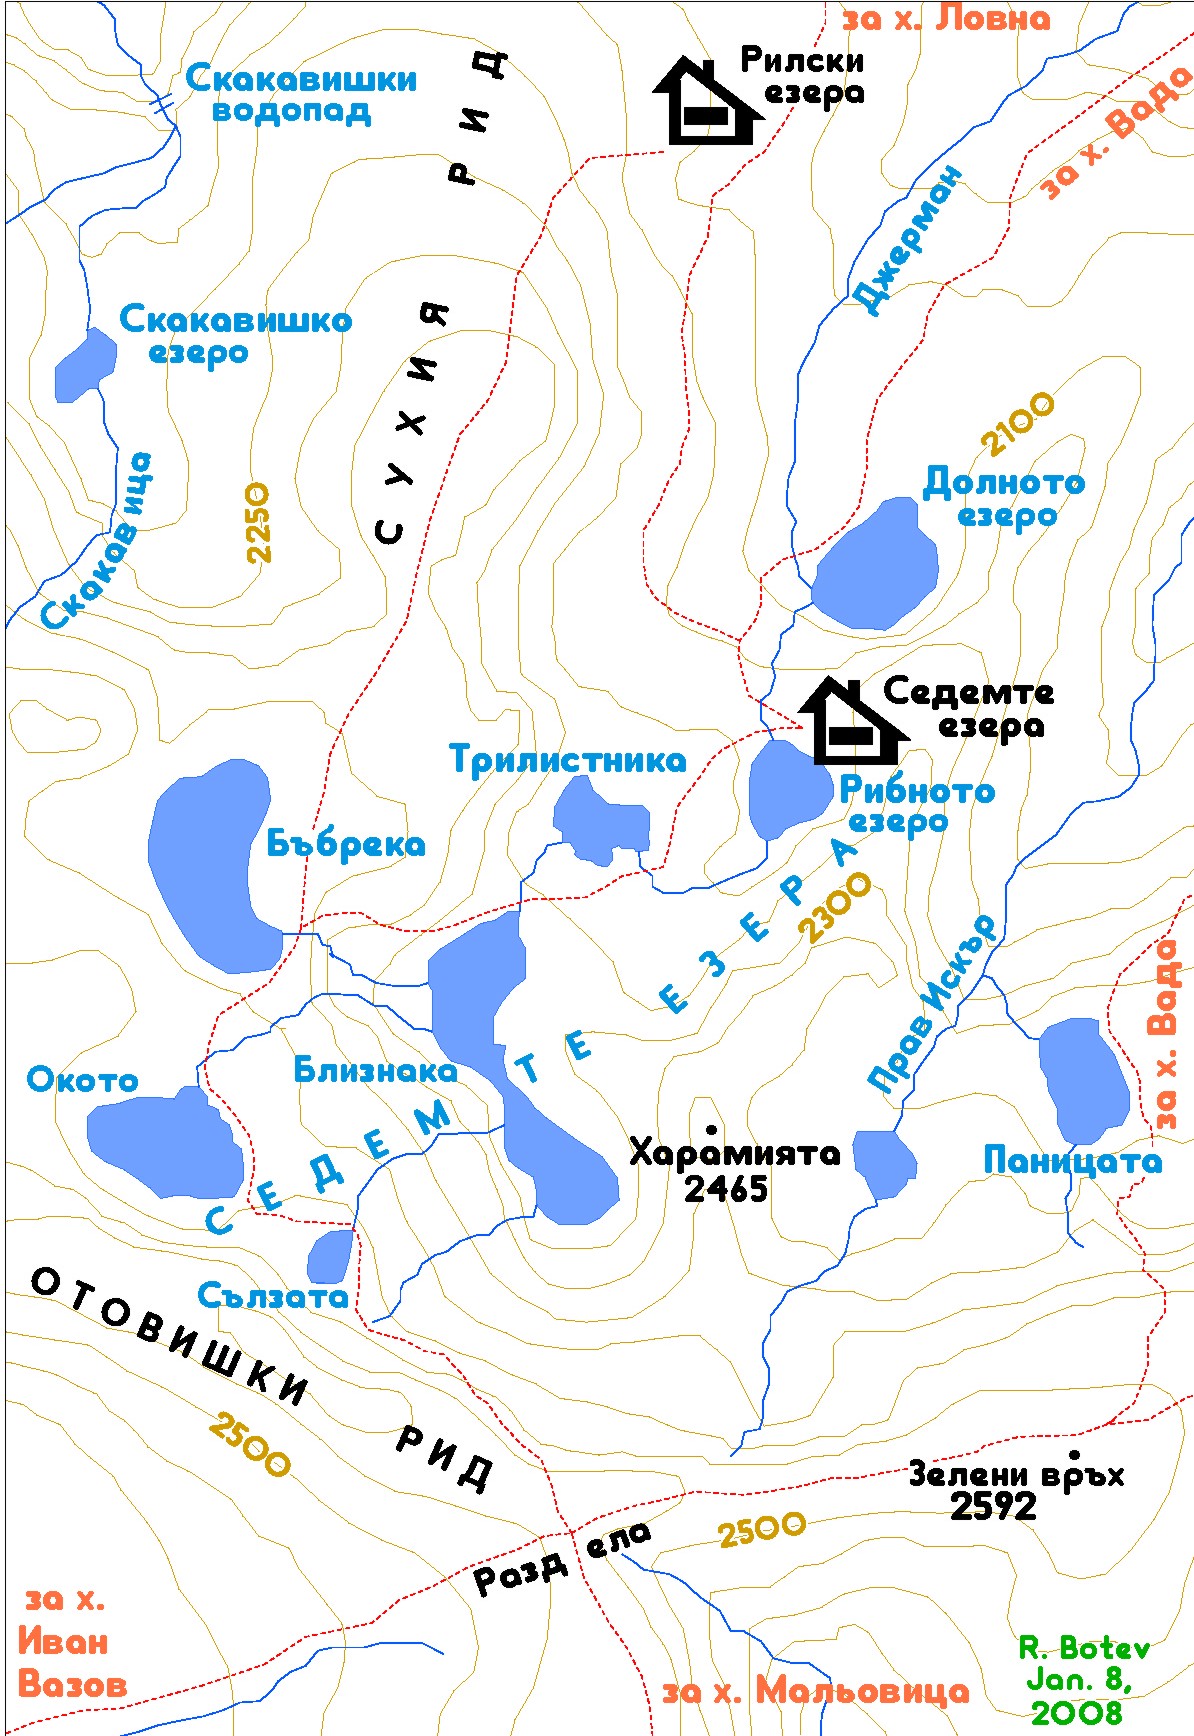 за х. Ловна
Рилски
езера
Скакавишки
водопад
за х. Вада
СУХИЯ РИД
Джерман
Скакавишко
езеро
2100
Долното
езеро
Скакавица
2250
Седемте
езера
Трилистника
Рибното
езеро
Бъбрека
2300
СЕДЕМТЕ ЕЗЕРА
Прав Искър
за х. Вада
Окото
Близнака
Харамията
2465
Паницата
Сълзата
ОТОВИШКИ РИД
2500
Зелени връх
2592
2500
Раздела
за х.
Иван
Вазов
за х. Мальовица
R. Botev
Jan. 8,
2008